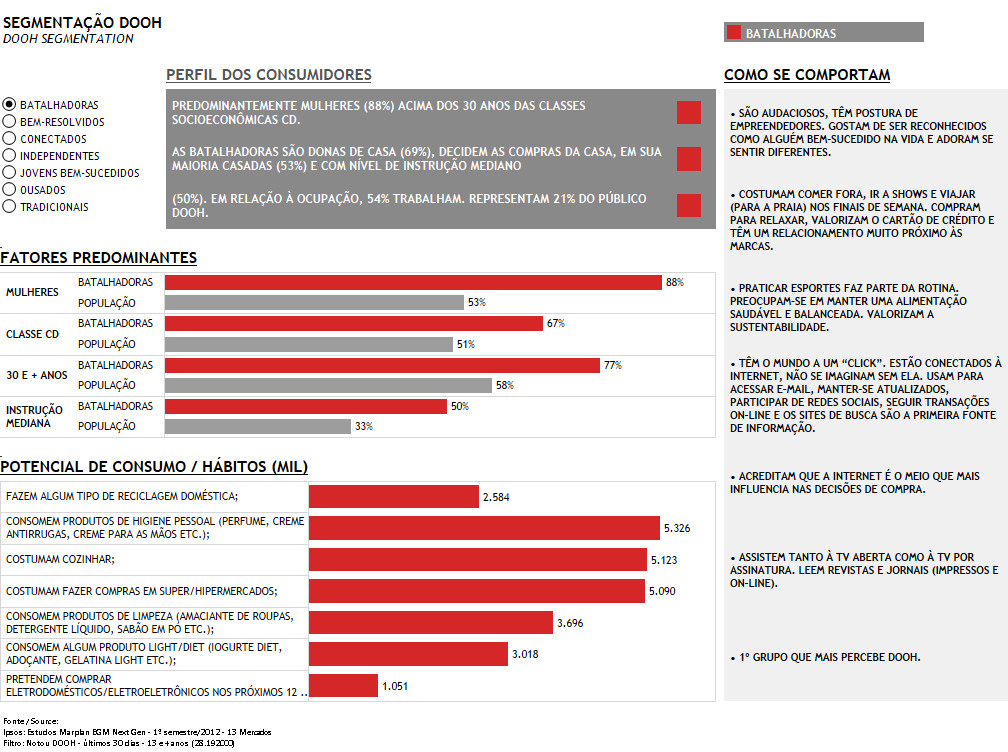 SEGMENTAÇÃO DOOH
DOOH SEGMENTATION
BATALHADORAS
BATALHADORAS
BEM-RESOLVIDOS
CONECTADOS
INDEPENDENTES
JOVENS BEM-SUCEDIDOS
OUSADOS
TRADICIONAIS
PERFIL DOS CONSUMIDORES
PREDOMINANTEMENTE MULHERES (88%) ACIMA DOS 30 ANOS DAS CLASSES
SOCIOECONÔMICAS CD.
AS BATALHADORAS SÃO DONAS DE CASA (69%), DECIDEM AS COMPRAS DA CASA, EM SUA
MAIORIA CASADAS (53%) E COM NÍVEL DE INSTRUÇÃO MEDIANO
(50%). EM RELAÇÃO À OCUPAÇÃO, 54% TRABALHAM. REPRESENTAM 21% DO PÚBLICO
DOOH.
FATORES PREDOMINANTES
MULHERES
BATALHADORAS 88%
POPULAÇÃO 53%
CLASSE CD
BATALHADORAS 67%
POPULAÇÃO 51%
30 E + ANOS
BATALHADORAS 77%
POPULAÇÃO 58%
INSTRUÇÃO
MEDIANA
BATALHADORAS 50%
POPULAÇÃO 33%
POTENCIAL DE CONSUMO / HÁBITOS (MIL)
FAZEM ALGUM TIPO DE RECICLAGEM DOMÉSTICA; 2.584
CONSOMEM PRODUTOS DE HIGIENE PESSOAL (PERFUME, CREME
ANTIRRUGAS, CREME PARA AS MÃOS ETC.); 5.326
COSTUMAM COZINHAR; 5.123
COSTUMAM FAZER COMPRAS EM SUPER/HIPERMERCADOS; 5.090
CONSOMEM PRODUTOS DE LIMPEZA (AMACIANTE DE ROUPAS,
DETERGENTE LÍQUIDO, SABÃO EM PÓ ETC.); 3.696
CONSOMEM ALGUM PRODUTO LIGHT/DIET (IOGURTE DIET,
ADOÇANTE, GELATINA LIGHT ETC.); 3.018
PRETENDEM COMPRAR
ELETRODOMÉSTICOS/ELETROELETRÔNICOS NOS PRÓXIMOS 12 .. 1.051
COMO SE COMPORTAM
• SÃO AUDACIOSOS, TÊM POSTURA DE
EMPREENDEDORES. GOSTAM DE SER RECONHECIDOS
COMO ALGUÉM BEM-SUCEDIDO NA VIDA E ADORAM SE
SENTIR DIFERENTES.
• COSTUMAM COMER FORA, IR A SHOWS E VIAJAR
(PARA A PRAIA) NOS FINAIS DE SEMANA. COMPRAM
PARA RELAXAR, VALORIZAM O CARTÃO DE CRÉDITO E
TÊM UM RELACIONAMENTO MUITO PRÓXIMO ÀS
MARCAS.
• PRATICAR ESPORTES FAZ PARTE DA ROTINA.
PREOCUPAM-SE EM MANTER UMA ALIMENTAÇÃO
SAUDÁVEL E BALANCEADA. VALORIZAM A
SUSTENTABILIDADE.
• TÊM O MUNDO A UM “CLICK”. ESTÃO CONECTADOS À
INTERNET, NÃO SE IMAGINAM SEM ELA. USAM PARA
ACESSAR E-MAIL, MANTER-SE ATUALIZADOS,
PARTICIPAR DE REDES SOCIAIS, SEGUIR TRANSAÇÕES
ON-LINE E OS SITES DE BUSCA SÃO A PRIMEIRA FONTE
DE INFORMAÇÃO.
• ACREDITAM QUE A INTERNET É O MEIO QUE MAIS
INFLUENCIA NAS DECISÕES DE COMPRA.
• ASSISTEM TANTO À TV ABERTA COMO À TV POR
ASSINATURA. LEEM REVISTAS E JORNAIS (IMPRESSOS E
ON-LINE).
• 1º GRUPO QUE MAIS PERCEBE DOOH.
Fonte/Source:
Ipsos: Estudos Marplan EGM Next Gen - 1º semestre/2012 - 13 Mercados
Filtro: Notou DOOH - últimos 30 dias - 13 e + anos (28.192000)